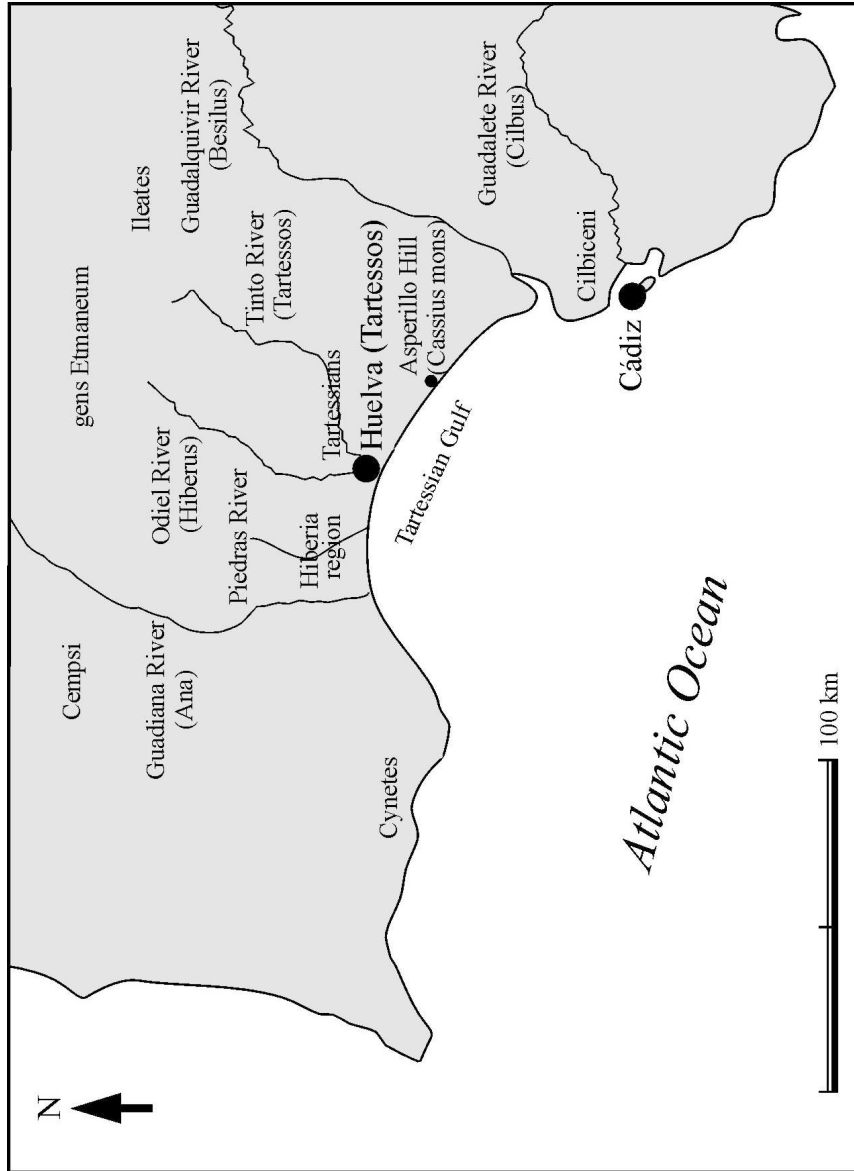 N
Cempsi
gens Etmaneum
Ileates
Guadiana River
(Ana)
Odiel River
(Hiberus)
Guadalquivir River
(Besilus)
Piedras River
Tinto River
(Tartessos)
Hiberia
region
Tartessians
Huelva (Tartessos)
Cynetes
Asperillo Hill
(Cassius mons)
Tartessian Gulf
Guadalete River
(Cilbus)
Cilbiceni
Cádiz
Atlantic Ocean
100 km